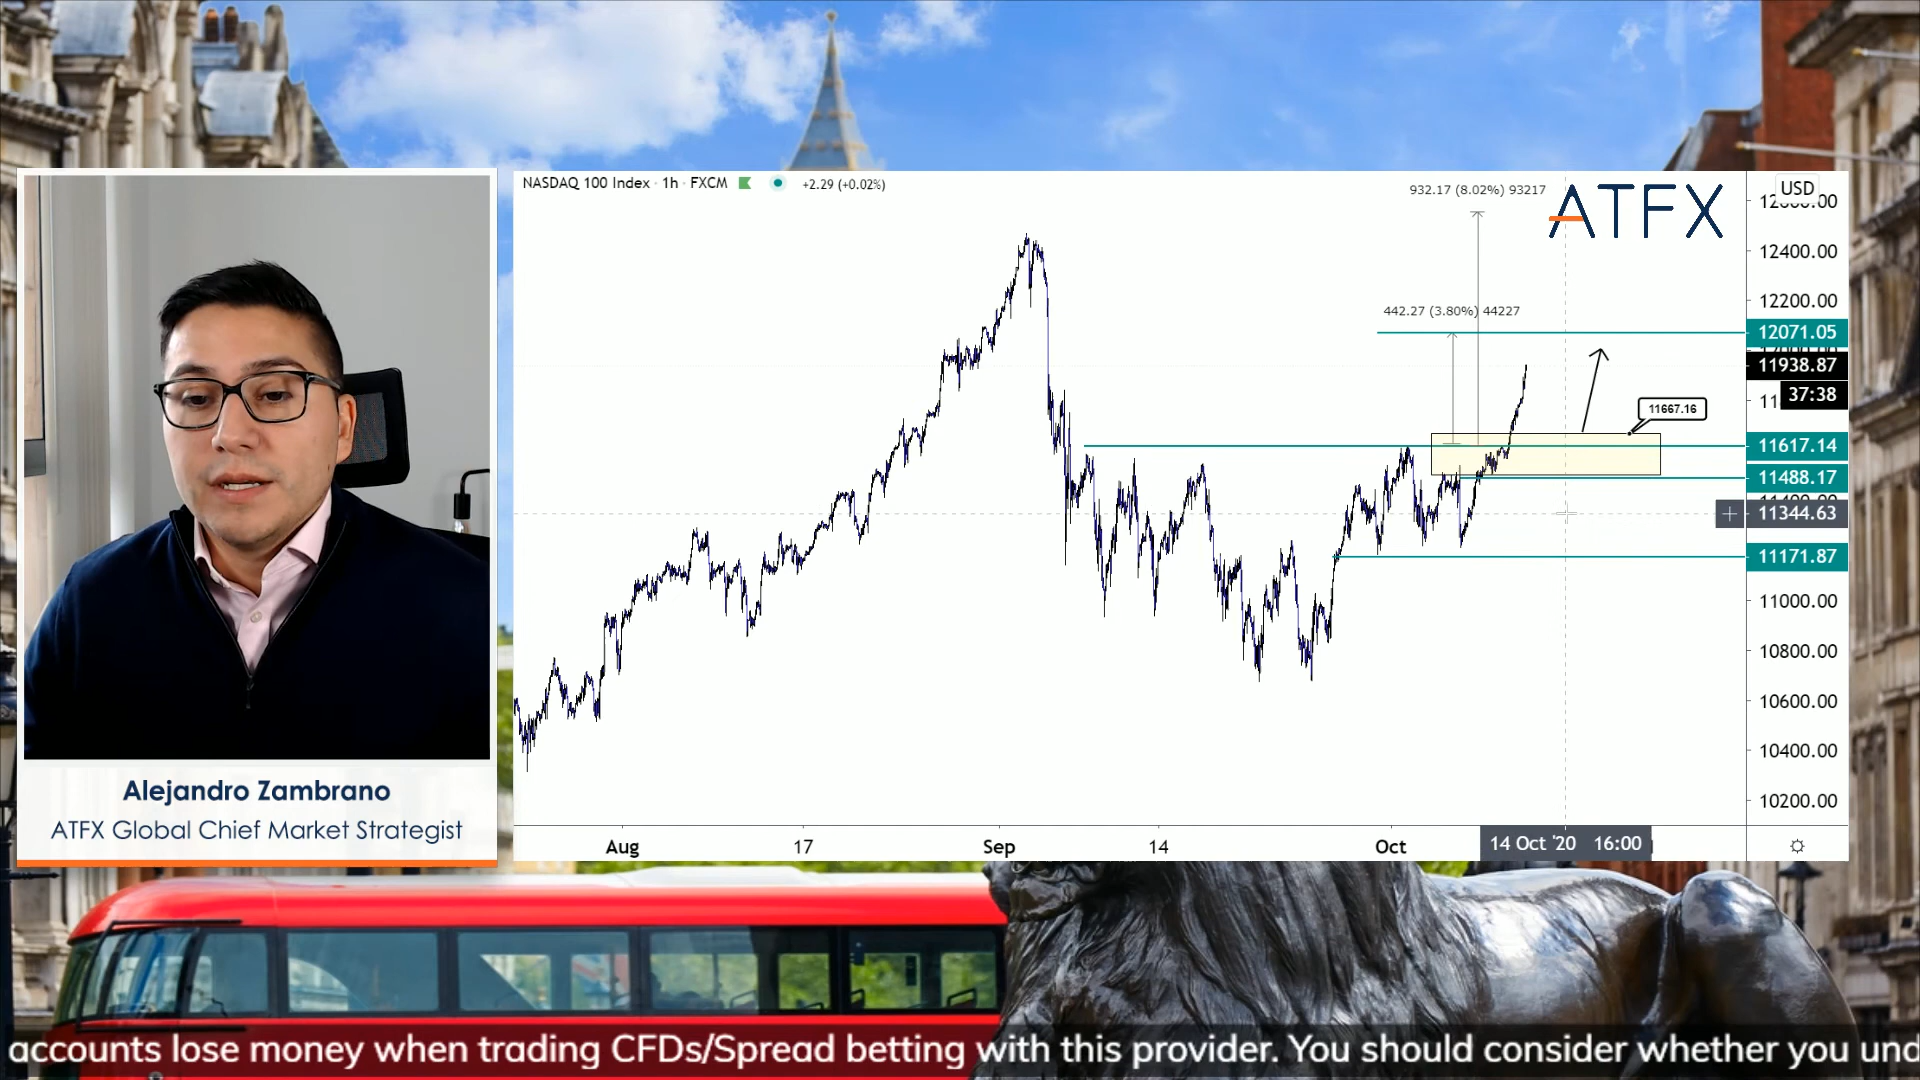 NASDAQ 100 Index · 1h · FXCM +2.29 (+0.02%)
932.17 (8.02%) 93217
ATFX
USD
12400.00
442.27 (3.80%) 44227
12200.00
12071.05
11938.87
37:38
11667.16
11617.14
11488.17
11344.63
11171.87
11000.00
10800.00
10600.00
10400.00
10200.00
Aug 17 Sep 14 Oct 14 Oct '20 16:00
Alejandro Zambrano
ATFX Global Chief Market Strategist
accounts lose money when trading CFDs/Spread betting with this provider. You should consider whether you und